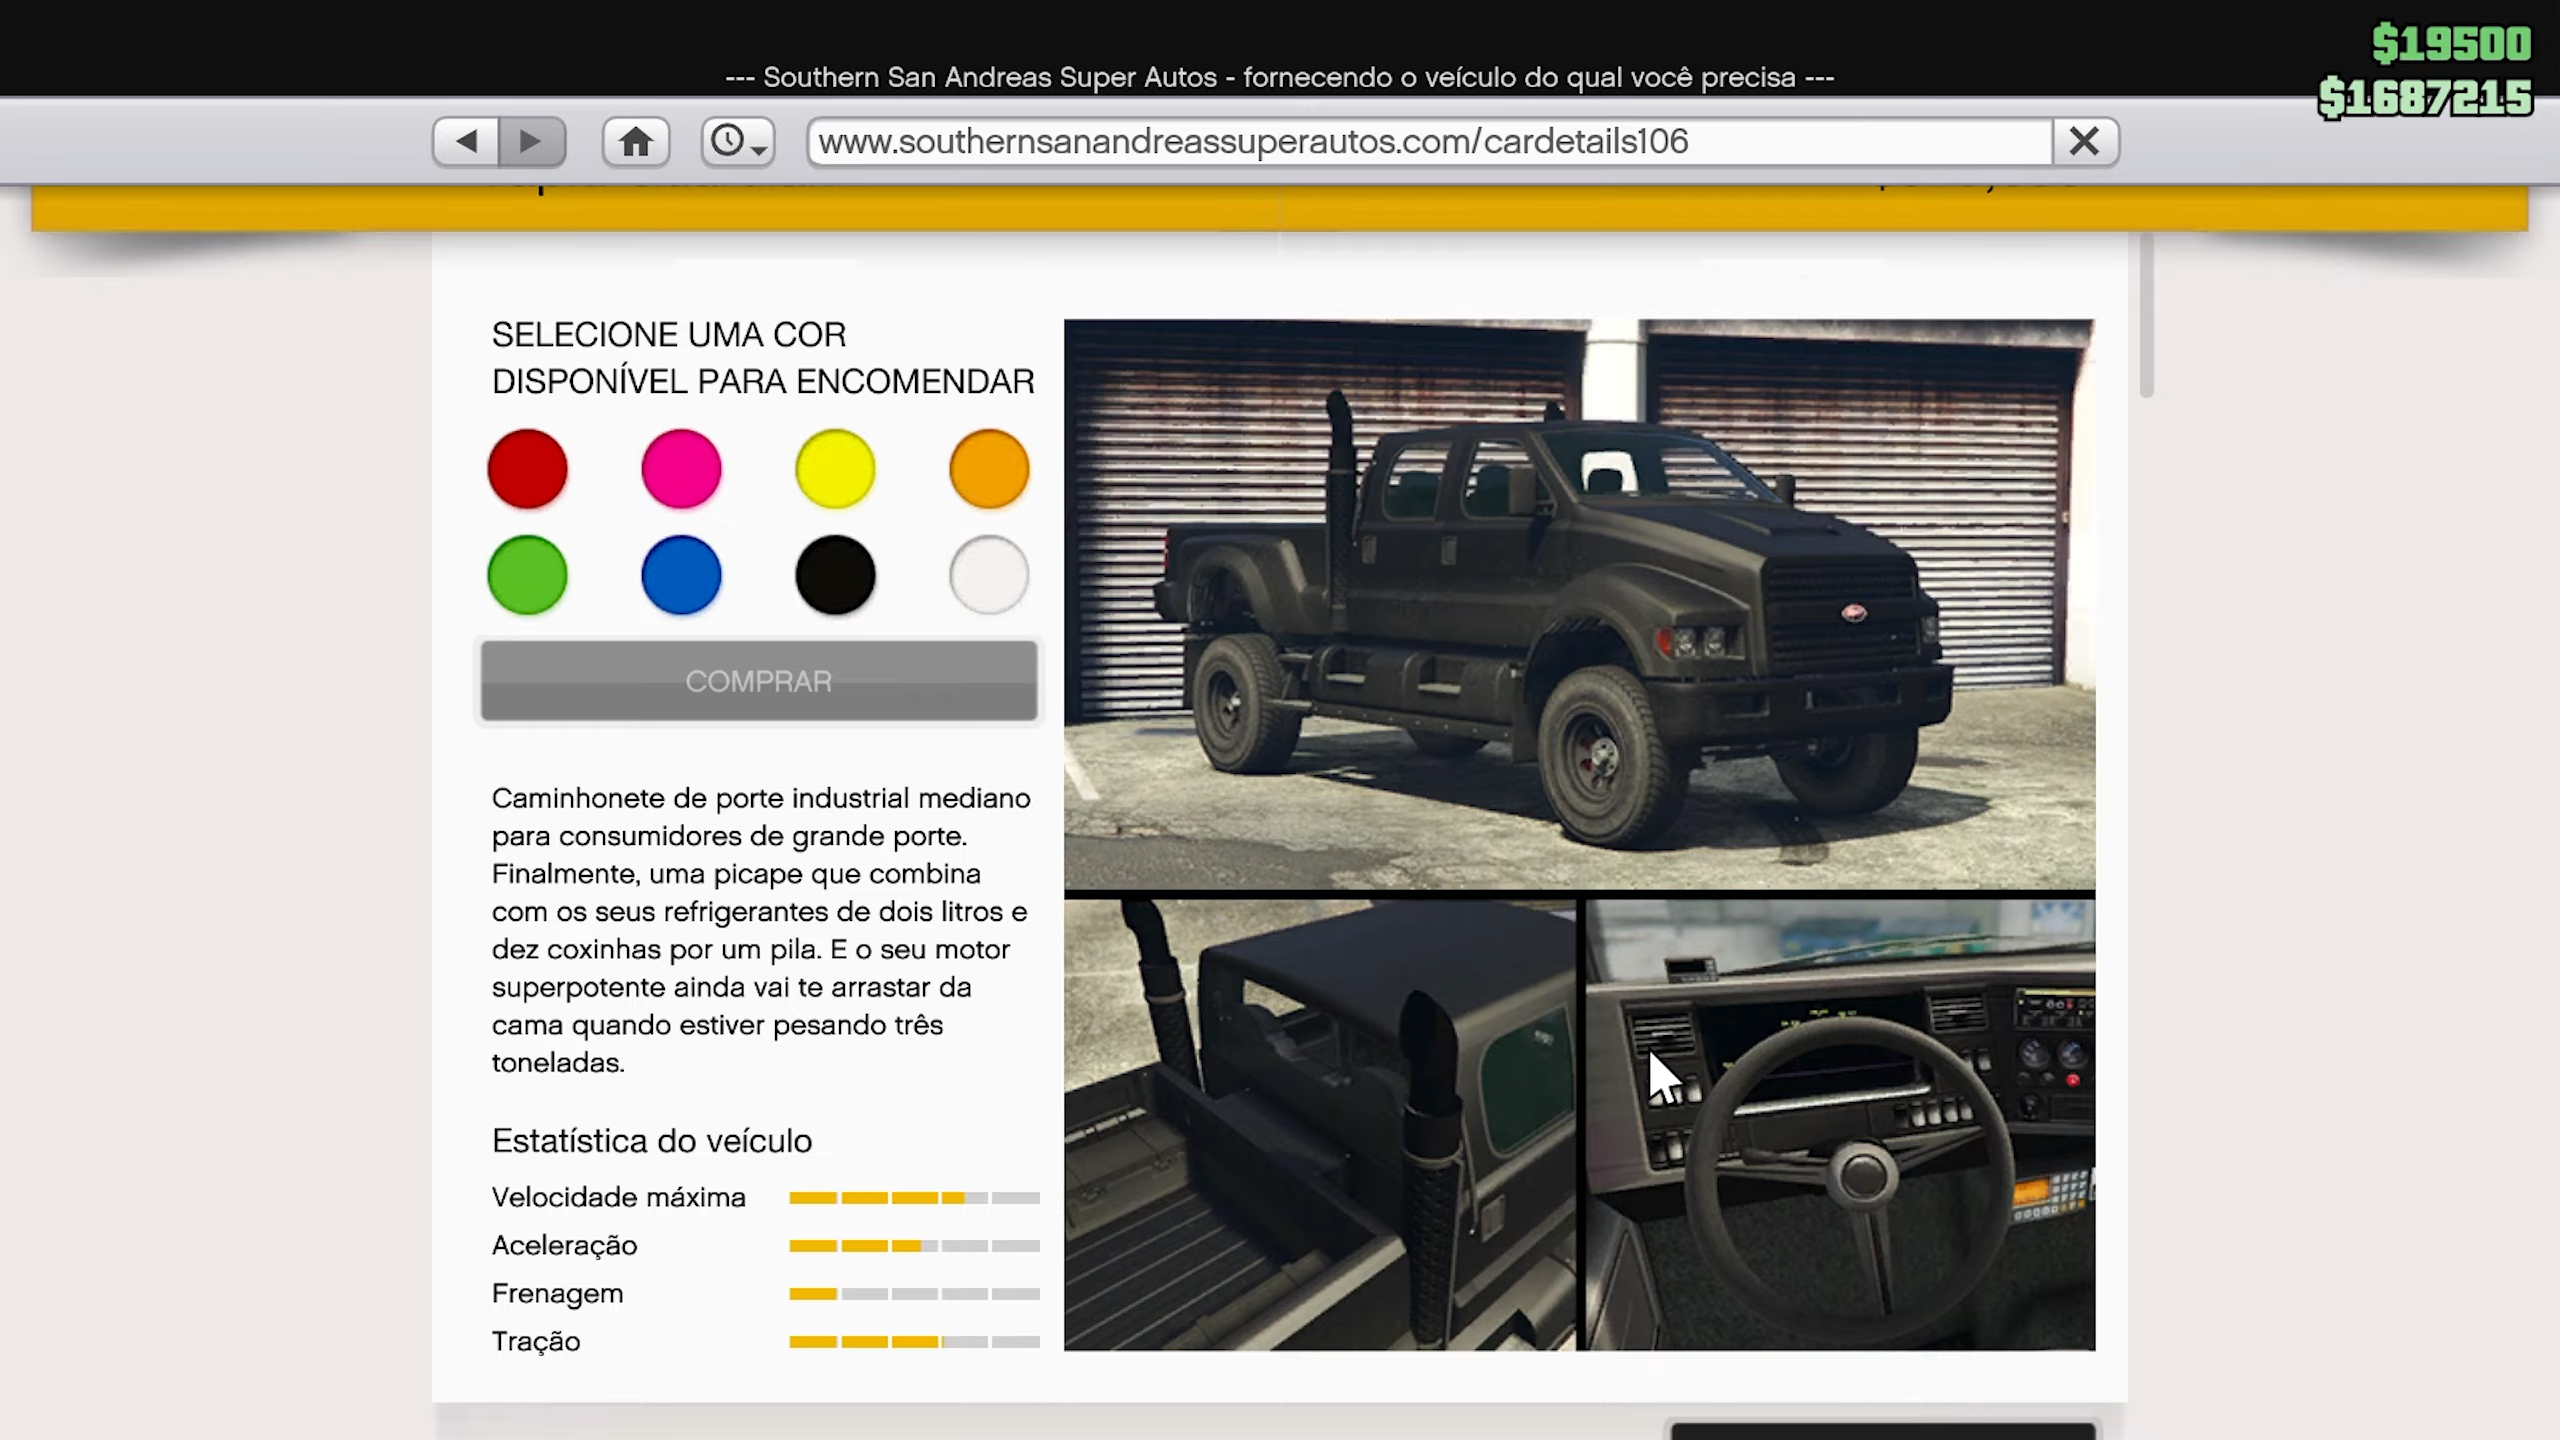 $19500
--- Southern San Andreas Super Autos - fornecendo o veículo do qual você precisa ---
$1687215
www.southernsanandreassuperautos.com/cardetails106
SELECIONE UMA COR
DISPONÍVEL PARA ENCOMENDAR
COMPRAR
Caminhonete de porte industrial mediano
para consumidores de grande porte.
Finalmente, uma picape que combina
com os seus refrigerantes de dois litros e
dez coxinhas por um pila. E o seu motor
superpotente ainda vai te arrastar da
cama quando estiver pesando três
toneladas.
Estatística do veículo
Velocidade máxima
Aceleração
Frenagem
Tração